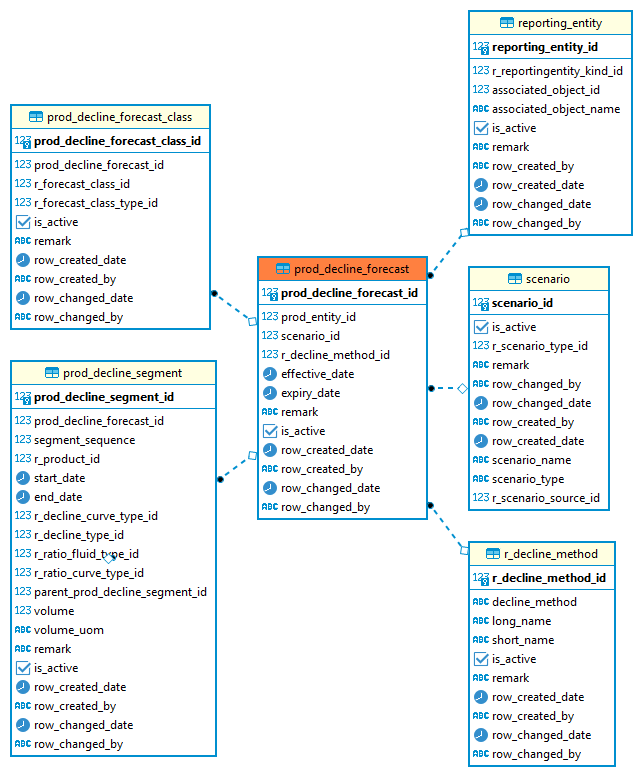 prod_decline_forecast_class
123 prod_decline_forecast_class_id
123 prod_decline_forecast_id
123 r_forecast_class_id
123 r_forecast_class_type_id
is_active
ABC remark
row_created_date
ABC row_created_by
row_changed_date
ABC row_changed_by
prod_decline_segment
123 prod_decline_segment_id
123 prod_decline_forecast_id
123 segment_sequence
123 r_product_id
start_date
end_date
123 r_decline_curve_type_id
123 r_decline_type_id
123 r_ratio_fluid_type_id
123 r_ratio_curve_type_id
123 parent_prod_decline_segment_id
123 volume
ABC volume_uom
ABC remark
is_active
row_created_date
ABC row_created_by
row_changed_date
ABC row_changed_by
prod_decline_forecast
123 prod_decline_forecast_id
123 prod_entity_id
123 scenario_id
123 r_decline_method_id
effective_date
expiry_date
ABC remark
is_active
row_created_date
ABC row_created_by
row_changed_date
ABC row_changed_by
reporting_entity
123 reporting_entity_id
123 r_reportingentity_kind_id
123 associated_object_id
ABC associated_object_name
is_active
ABC remark
ABC row_created_by
row_created_date
row_changed_date
ABC row_changed_by
scenario
123 scenario_id
is_active
123 r_scenario_type_id
ABC remark
ABC row_changed_by
row_changed_date
ABC row_created_by
row_created_date
ABC scenario_name
ABC scenario_type
123 r_scenario_source_id
r_decline_method
123 r_decline_method_id
ABC decline_method
ABC long_name
ABC short_name
is_active
ABC remark
row_created_date
ABC row_created_by
row_changed_date
ABC row_changed_by